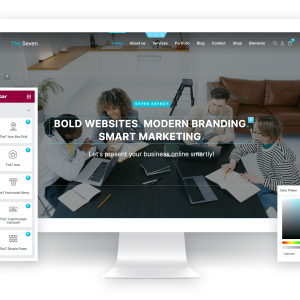 The Seven.
Home About us Services Portfolio Blog Contact Shop Elements
SEVEN AGENCY
BOLD WEBSITES. MODERN BRANDING.
SMART MARKETING
Let's present your business online smartly!
The7 Icon Box Grid
The7 Icon
The7 Horizontal Menu
The7 Testimonials
Carousel
The7 Simple Posts
Color Picker